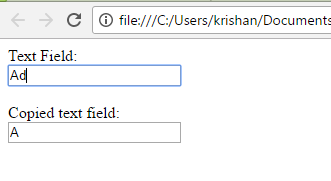 file:///C:/Users/krishan/Documents
Text Field:
Ad
Copied text field:
A